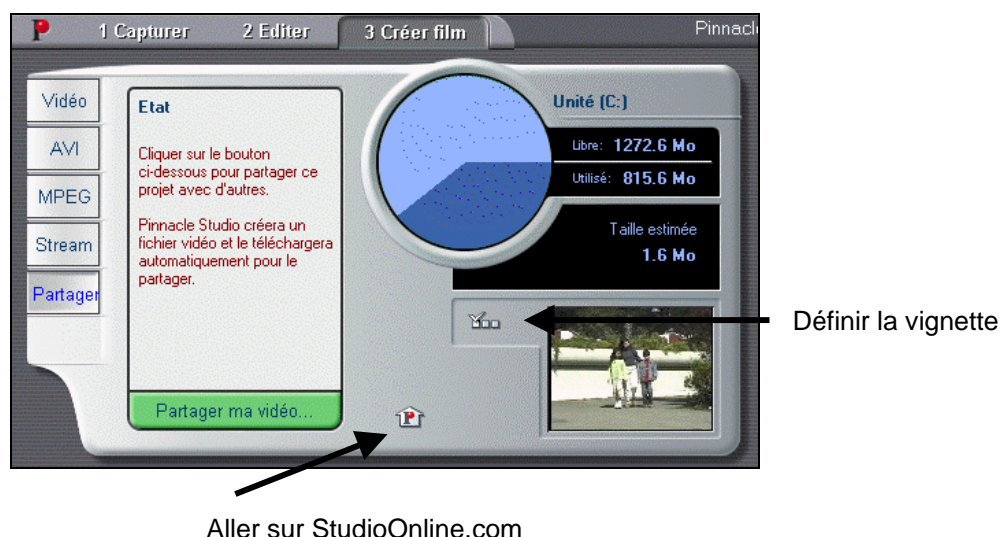 1 Capturer 2 Editer 3 Créer film
Vidéo
AVI
MPEG
Stream
Partager
Etat
Cliquer sur le bouton
ci-dessous pour partager ce
projet avec d'autres.
Pinnacle Studio créera un
fichier vidéo et le téléchargera
automatiquement pour le
partager.
Partager ma vidéo...
Unité (C:)
Libre: 1272.6 Mo
Utilisé: 815.6 Mo
Taille estimée
1.6 Mo
Définir la vignette
Aller sur StudioOnline.com